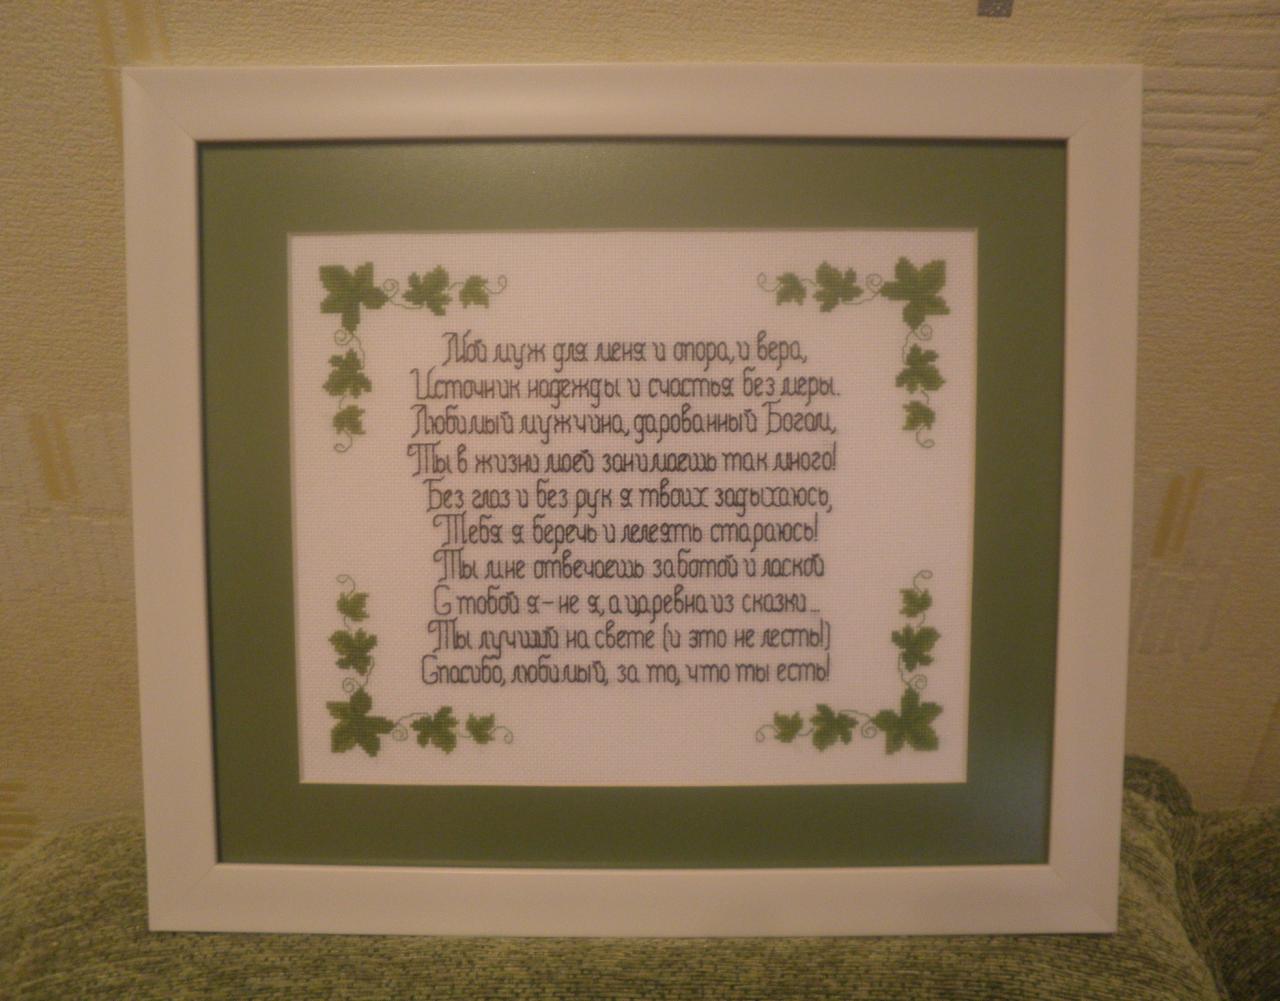 Мой муж для меня и опора, и вера,
Источник надежды и счастья без меры.
Любимый мужчина, дарованный Богом,
Ты в жизни моей занимаешь так много!
Без глаз и без рук я твоих задыхаюсь,
Тебя я беречь и лелеять стараюсь!
Ты мне отвечаешь заботой и лаской
С тобой я - не я, а царевна из сказки...
Ты лучший на свете (и это не лесть!)
Спасибо, любимый, за то, что ты есть!